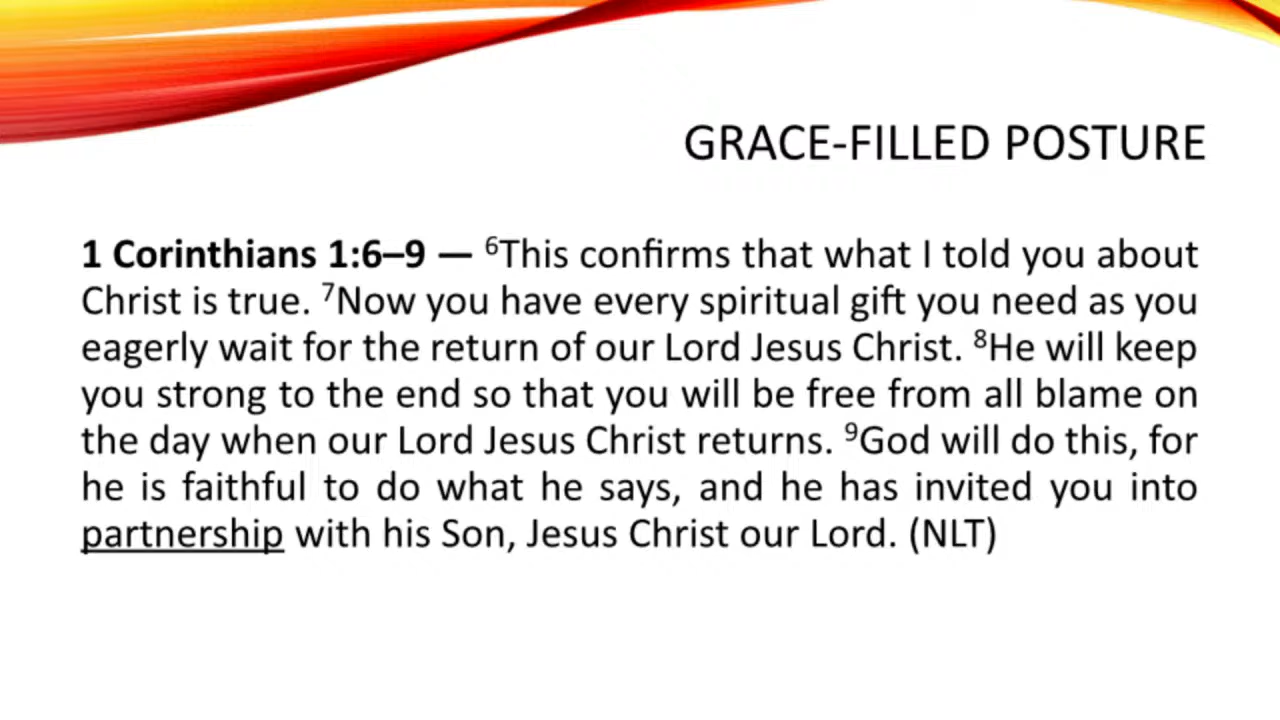 GRACE-FILLED POSTURE
1 Corinthians 1:6–9 — ⁶This confirms that what I told you about
Christ is true. ⁷Now you have every spiritual gift you need as you
eagerly wait for the return of our Lord Jesus Christ. ⁸He will keep
you strong to the end so that you will be free from all blame on
the day when our Lord Jesus Christ returns. ⁹God will do this, for
he is faithful to do what he says, and he has invited you into
partnership with his Son, Jesus Christ our Lord. (NLT)